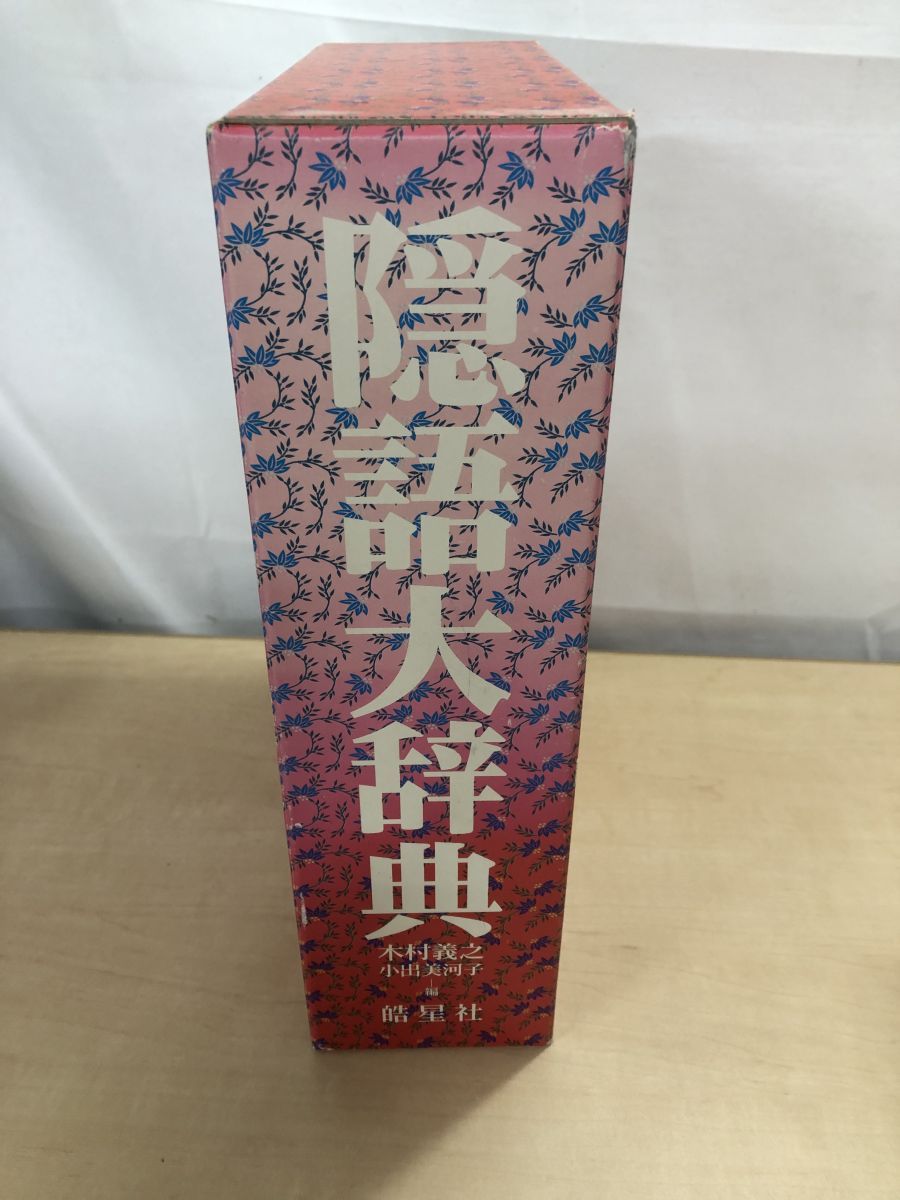 隠語大辞典
木村義之
小出美河子
編
皓星社